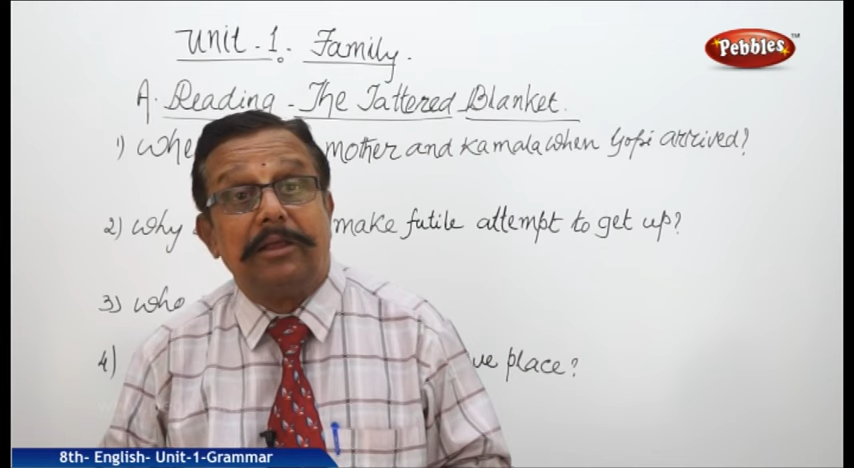 Unit - 1. Family.
Pebbles™
A. Reading - The Tattered Blanket.
1) whe mother and Kamala when Gopi arrived?
2) why make futile attempt to get up?
3) who
4) ve place?
8th- English- Unit-1-Grammar